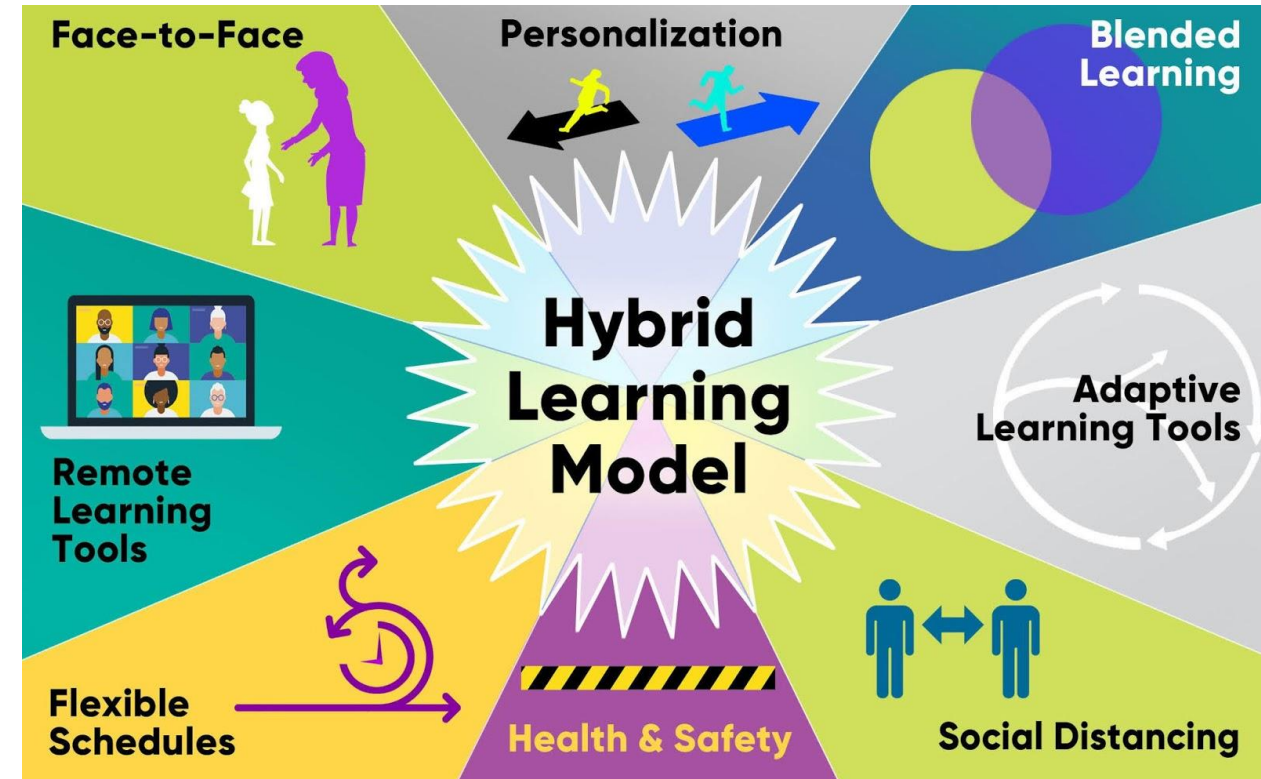 Face-to-Face
Personalization
Blended
Learning
Hybrid
Learning
Model
Adaptive
Learning Tools
Remote
Learning
Tools
Flexible
Schedules
Health & Safety
Social Distancing